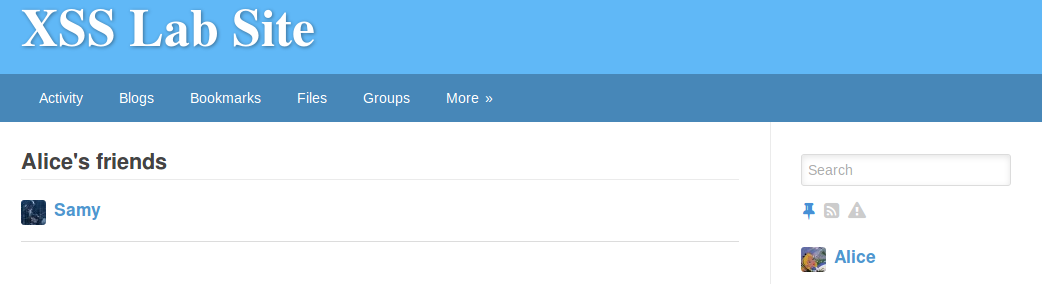 XSS Lab Site
Activity Blogs Bookmarks Files Groups More »
Alice's friends
Samy
Search
Alice